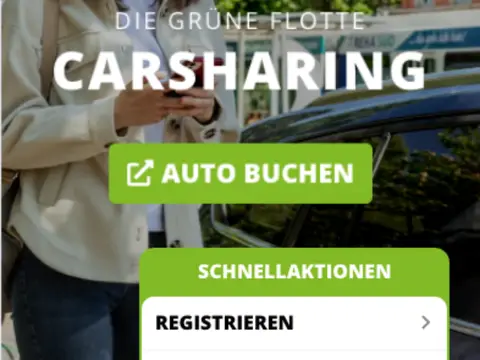 DIE GRÜNE FLOTTE
CARSHARING
AUTO BUCHEN
SCHNELLAKTIONEN
REGISTRIEREN